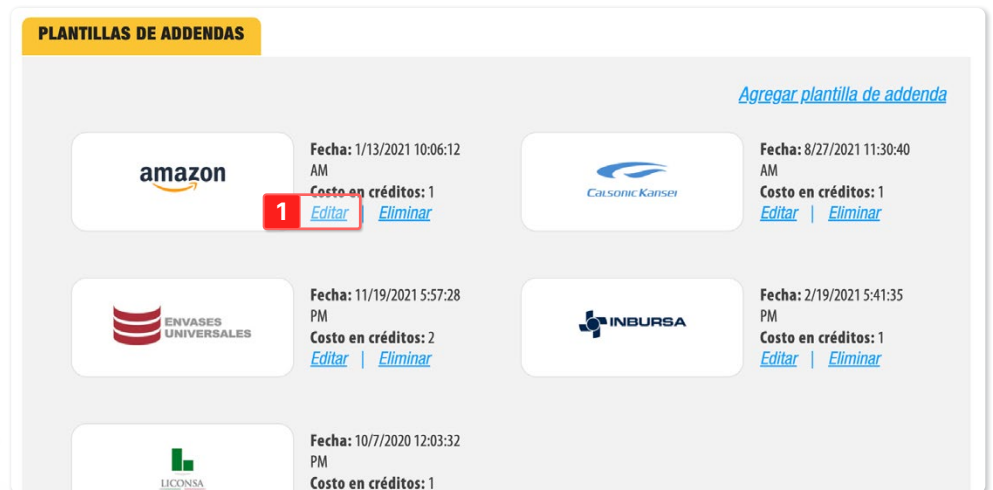 PLANTILLAS DE ADDENDAS
Agregar plantilla de addenda
amazon
Fecha: 1/13/2021 10:06:12
AM
Costo en créditos: 1
1 Editar | Eliminar
CALSONIC KANSEI
Fecha: 8/27/2021 11:30:40
AM
Costo en créditos: 1
Editar | Eliminar
ENVASES
UNIVERSALES
Fecha: 11/19/2021 5:57:28
PM
Costo en créditos: 2
Editar | Eliminar
INBURSA
Fecha: 2/19/2021 5:41:35
PM
Costo en créditos: 1
Editar | Eliminar
LICONSA
Fecha: 10/7/2020 12:03:32
PM
Costo en créditos: 1